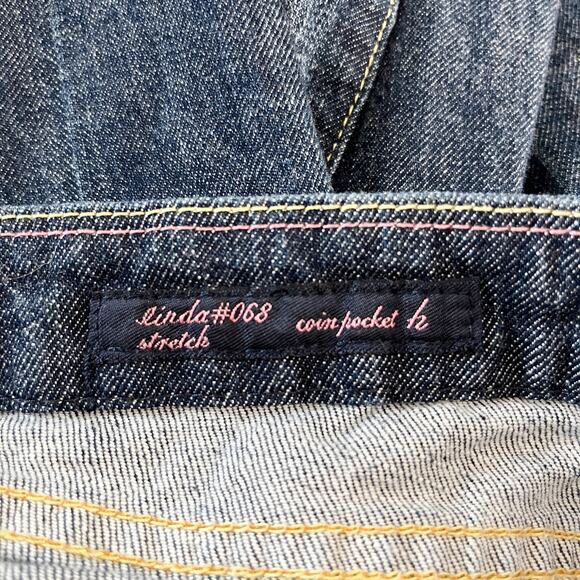 linda#068 coin pocket h
stretch